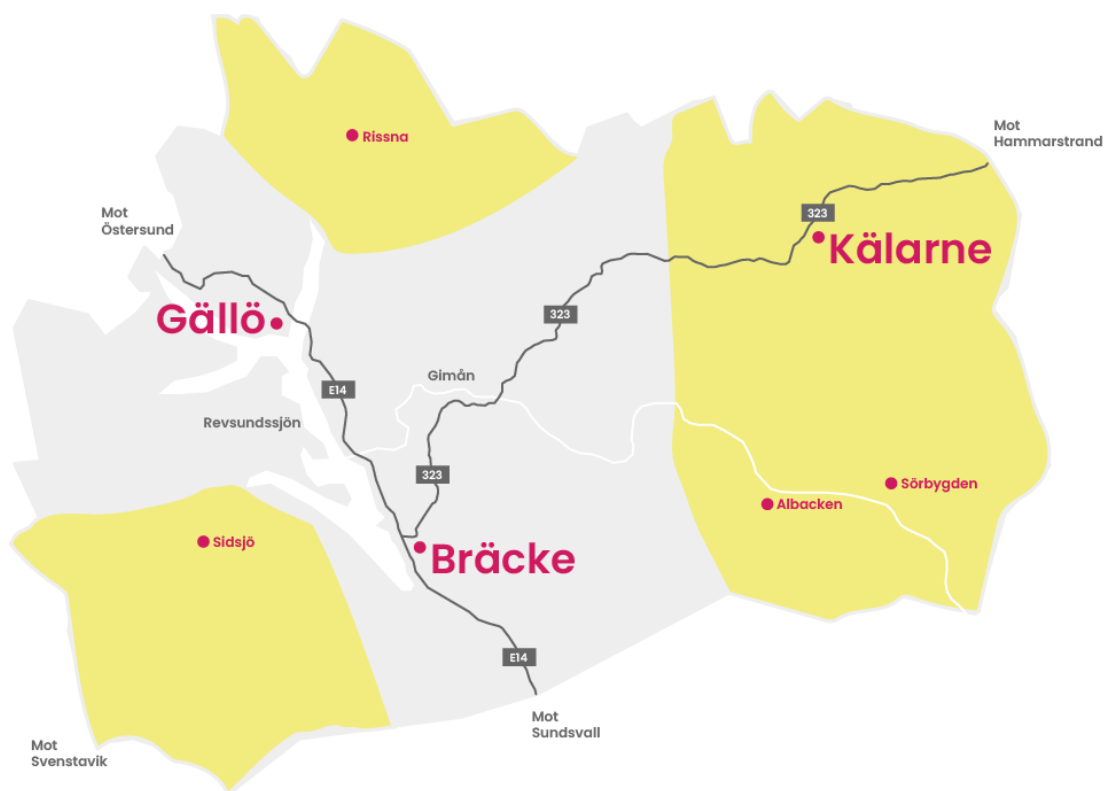 Mot
Hammarstrand
Rissna
Mot
Östersund
323
Kälarne
Gällö
323
Gimån
E14
Revsundssjön
323
Sörbygden
Albacken
Sidsjö
Bräcke
E14
Mot
Sundsvall
Mot
Svenstavik